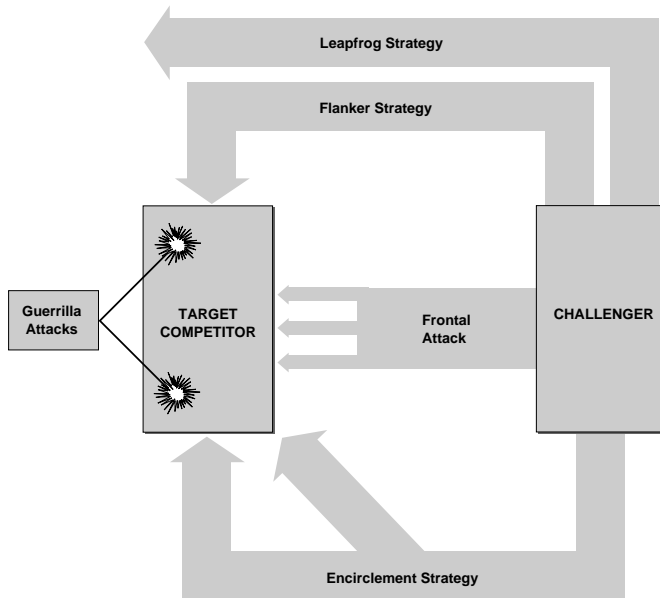 Leapfrog Strategy
Flanker Strategy
Guerrilla
Attacks
TARGET
COMPETITOR
Frontal
Attack
CHALLENGER
Encirclement Strategy